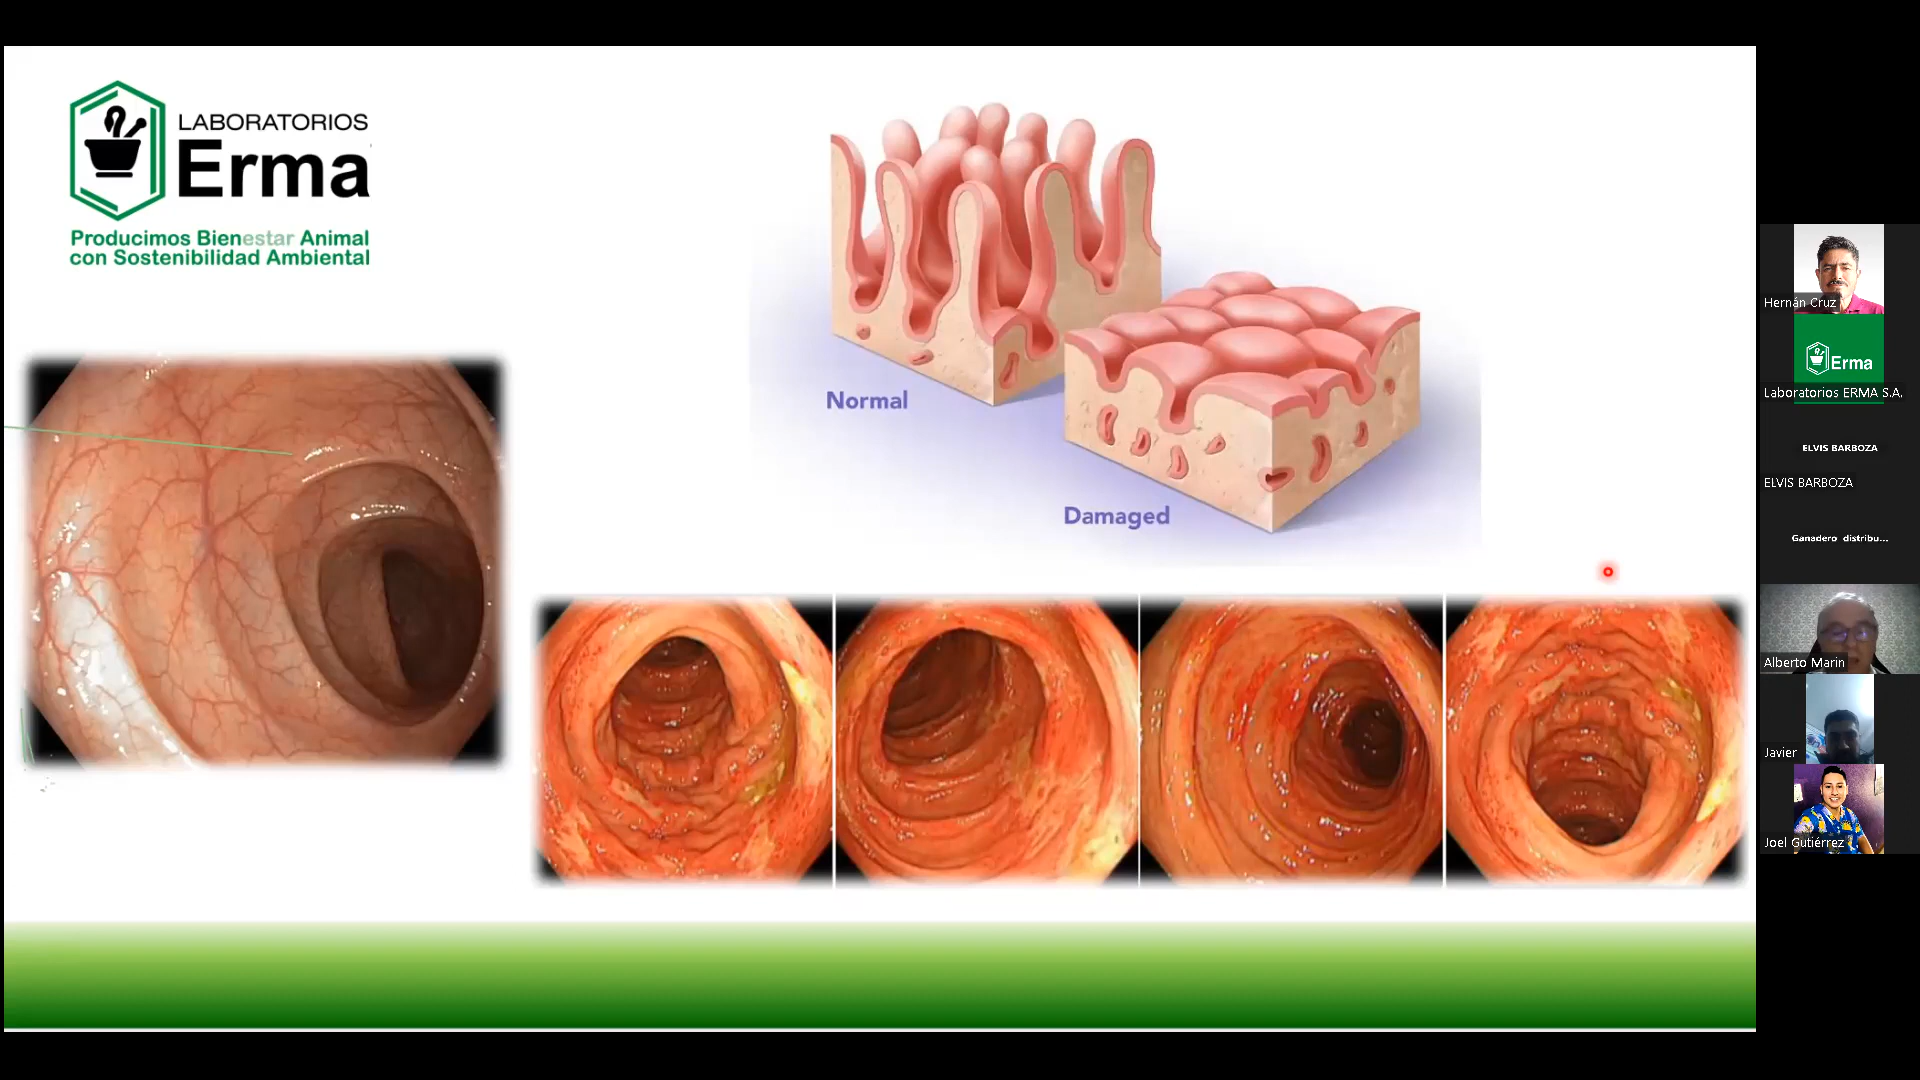 LABORATORIOS
Erma
Producimos Bienestar Animal
con Sostenibilidad Ambiental
Normal
Damaged
Hernán Cruz
Erma
Laboratorios ERMA S.A.
ELVIS BARBOZA
ELVIS BARBOZA
Ganadero distribu...
Alberto Marin
Javier
Joel Gutiérrez